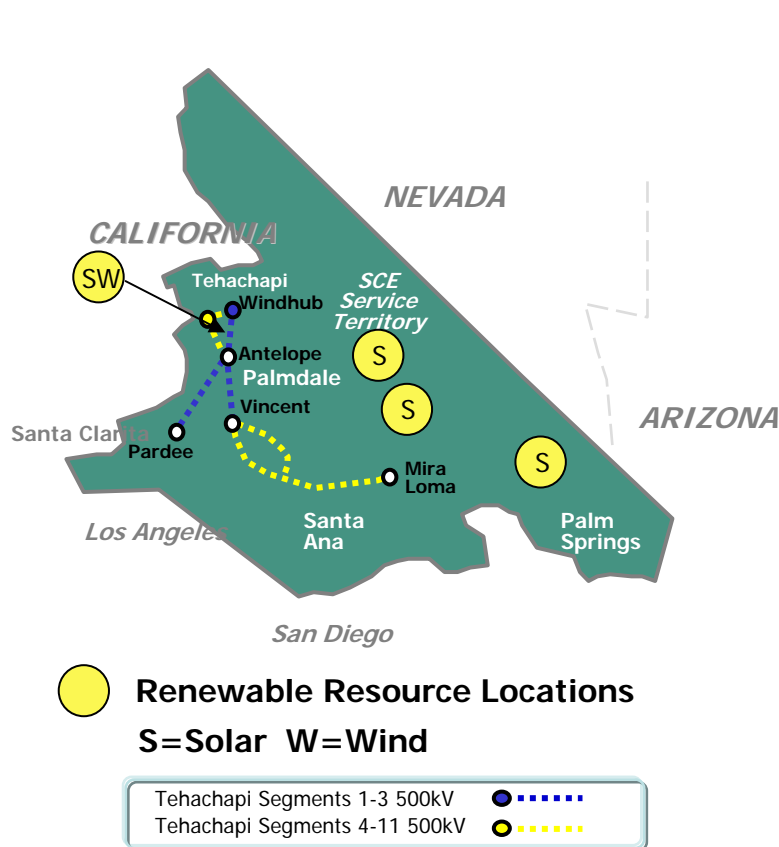 NEVADA
CALIFORNIA
SW
Tehachapi
SCE
Service
Territory
Windhub
Antelope
S
Palmdale
Vincent
S
ARIZONA
Santa Clarita
Pardee
Mira
Loma
S
Los Angeles
Santa
Ana
Palm
Springs
San Diego
Renewable Resource Locations
S=Solar W=Wind
Tehachapi Segments 1-3 500kV
Tehachapi Segments 4-11 500kV